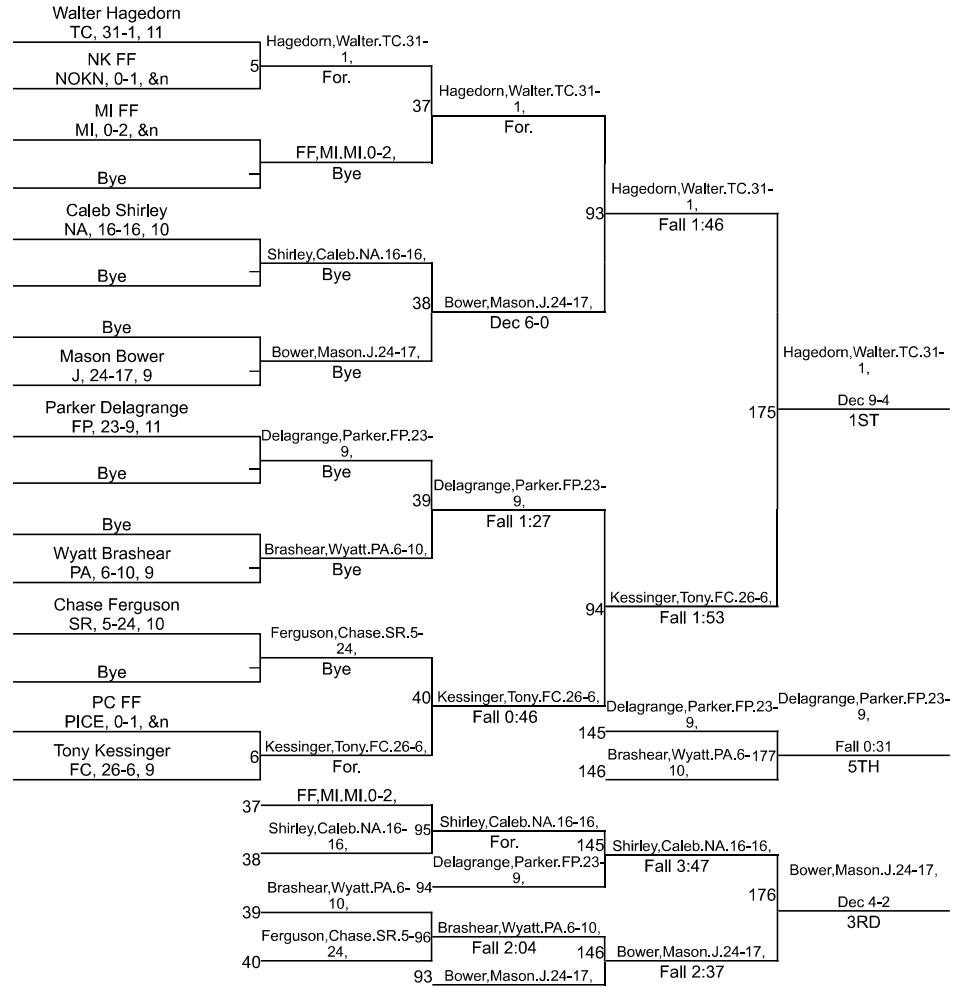 Walter Hagedorn
TC, 31-1, 11
NK FF
NOKN, 0-1, &n
MI FF
MI, 0-2, &n
Bye
Caleb Shirley
NA, 16-16, 10
Bye
Bye
Mason Bower
J, 24-17, 9
Parker Delagrange
FP, 23-9, 11
Bye
Bye
Wyatt Brashear
PA, 6-10, 9
Chase Ferguson
SR, 5-24, 10
Bye
PC FF
PICE, 0-1, &n
Tony Kessinger
FC, 26-6, 9
5
Hagedorn,Walter.TC.31-
1,
For.
FF,MI.MI.0-2,
Bye
Shirley,Caleb.NA.16-16,
Bye
Bower,Mason.J.24-17,
Bye
Delagrange,Parker.FP.23-
9,
Bye
Brashear,Wyatt.PA.6-10,
Bye
Ferguson,Chase.SR.5-
24,
Bye
6
Kessinger,Tony.FC.26-6,
For.
37
Hagedorn,Walter.TC.31-
1,
For.
38
Bower,Mason.J.24-17,
Dec 6-0
39
Delagrange,Parker.FP.23-
9,
Fall 1:27
40
Kessinger,Tony.FC.26-6,
Fall 0:46
93
Hagedorn,Walter.TC.31-
1,
Fall 1:46
94
Kessinger,Tony.FC.26-6,
Fall 1:53
175
Hagedorn,Walter.TC.31-
1,
Dec 9-4
1ST
145
Delagrange,Parker.FP.23-
9,
146
Brashear,Wyatt.PA.6-
10,
177
Delagrange,Parker.FP.23-
9,
Fall 0:31
5TH
37
FF,MI.MI.0-2,
38
Shirley,Caleb.NA.16-
16,
39
Brashear,Wyatt.PA.6-
10,
40
Ferguson,Chase.SR.5-
24,
95
Shirley,Caleb.NA.16-16,
For.
94
Delagrange,Parker.FP.23-
9,
96
Brashear,Wyatt.PA.6-10,
Fall 2:04
93
Bower,Mason.J.24-17,
145
Shirley,Caleb.NA.16-16,
Fall 3:47
146
Bower,Mason.J.24-17,
Fall 2:37
176
Bower,Mason.J.24-17,
Dec 4-2
3RD